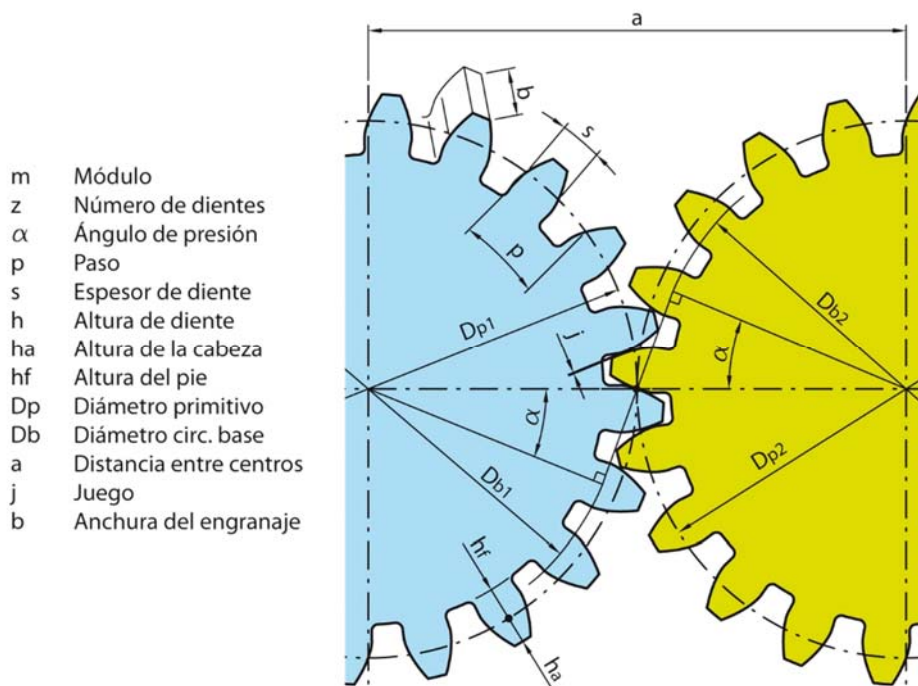 m Módulo
z Número de dientes
α Ángulo de presión
p Paso
s Espesor de diente
h Altura de diente
ha Altura de la cabeza
hf Altura del pie
Dp Diámetro primitivo
Db Diámetro circ. base
a Distancia entre centros
j Juego
b Anchura del engranaje
a
b
s
p
Dp1
j
α
Db1
hf
ha
Db2
α
Dp2